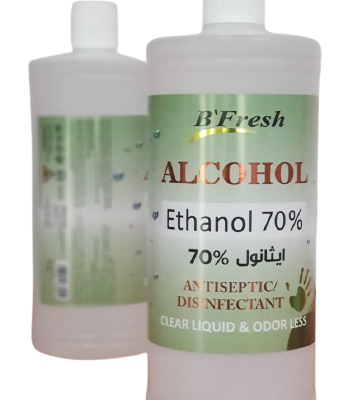 B`Fresh
ALCOHOL
Ethanol 70%
ايثانول 70%
ANTISEPTIC/
DISINFECTANT
CLEAR LIQUID & ODOR LESS